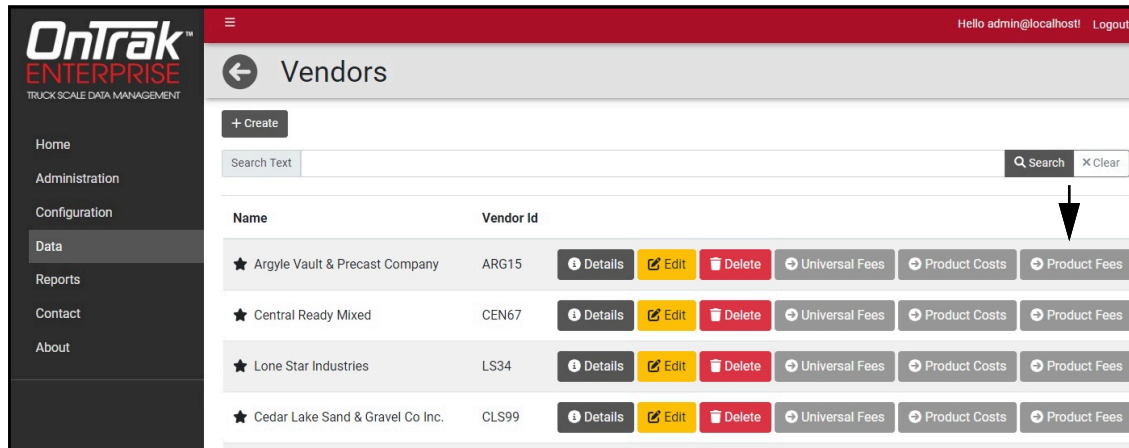 OnTrak™
ENTERPRISE
TRUCK SCALE DATA MANAGEMENT
Home
Administration
Configuration
Data
Reports
Contact
About
Hello admin@localhost! Logout
Vendors
+ Create
Search Text Search × Clear
Name Vendor Id
Argyle Vault & Precast Company ARG15 Details Edit Delete Universal Fees Product Costs Product Fees
Central Ready Mixed CEN67 Details Edit Delete Universal Fees Product Costs Product Fees
Lone Star Industries LS34 Details Edit Delete Universal Fees Product Costs Product Fees
Cedar Lake Sand & Gravel Co Inc. CLS99 Details Edit Delete Universal Fees Product Costs Product Fees